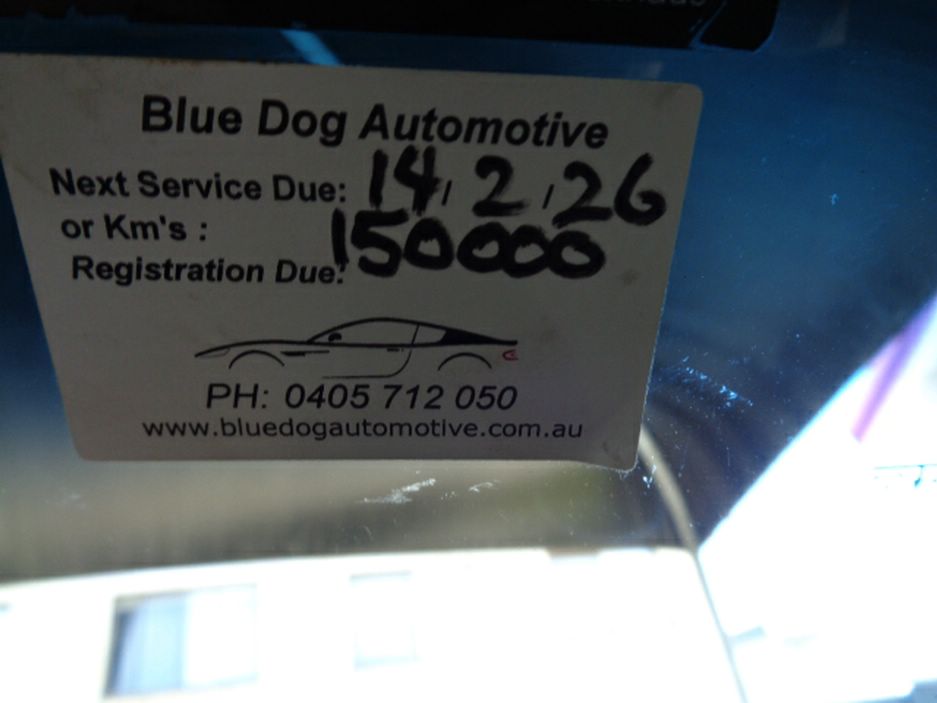 Blue Dog Automotive
Next Service Due: 14/2/26
or Km's : 150000
Registration Due:
PH: 0405 712 050
www.bluedogautomotive.com.au